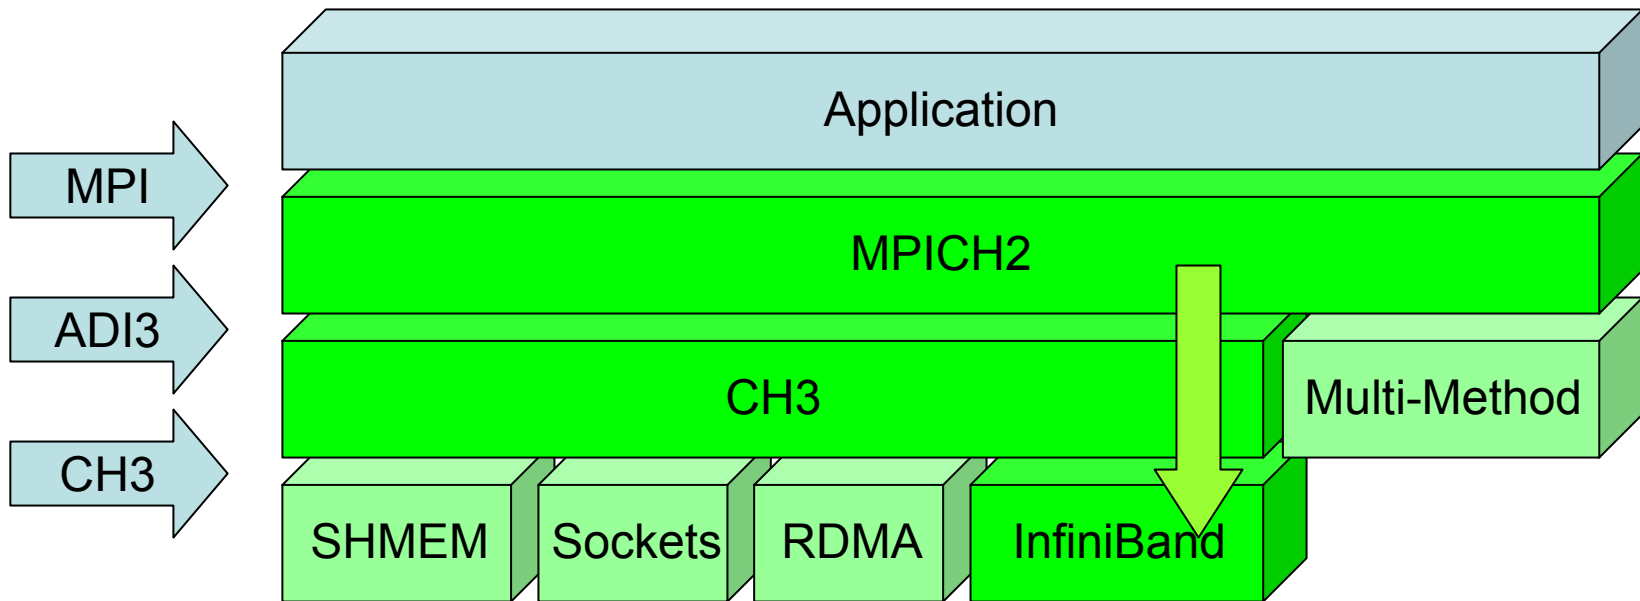 Application
MPI
MPICH2
ADI3
CH3
Multi-Method
CH3
SHMEM
Sockets
RDMA
InfiniBand